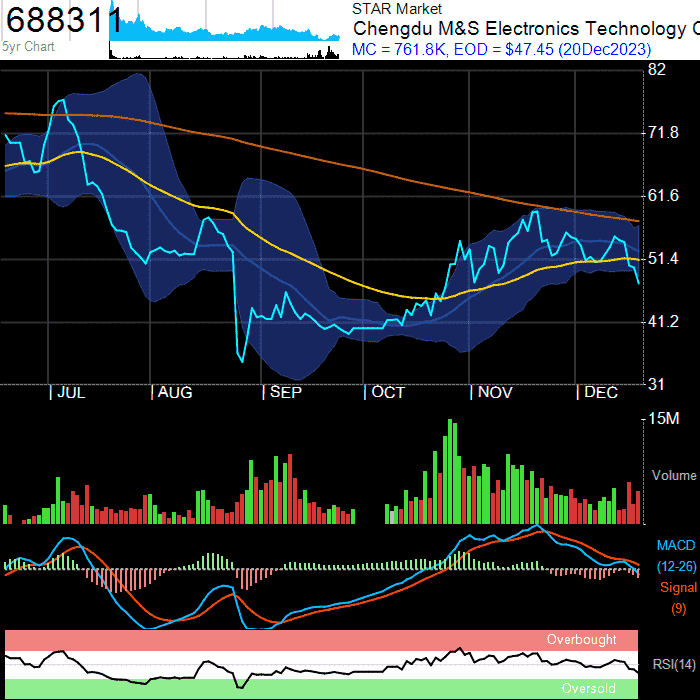 688311
5yr Chart
STAR Market
Chengdu M&S Electronics Technology C
MC = 761.8K, EOD = $47.45 (20Dec2023)
82
71.8
61.6
51.4
41.2
31
JUL AUG SEP OCT NOV DEC
15M
Volume
MACD
(12-26)
Signal
(9)
Overbought
RSI(14)
Oversold